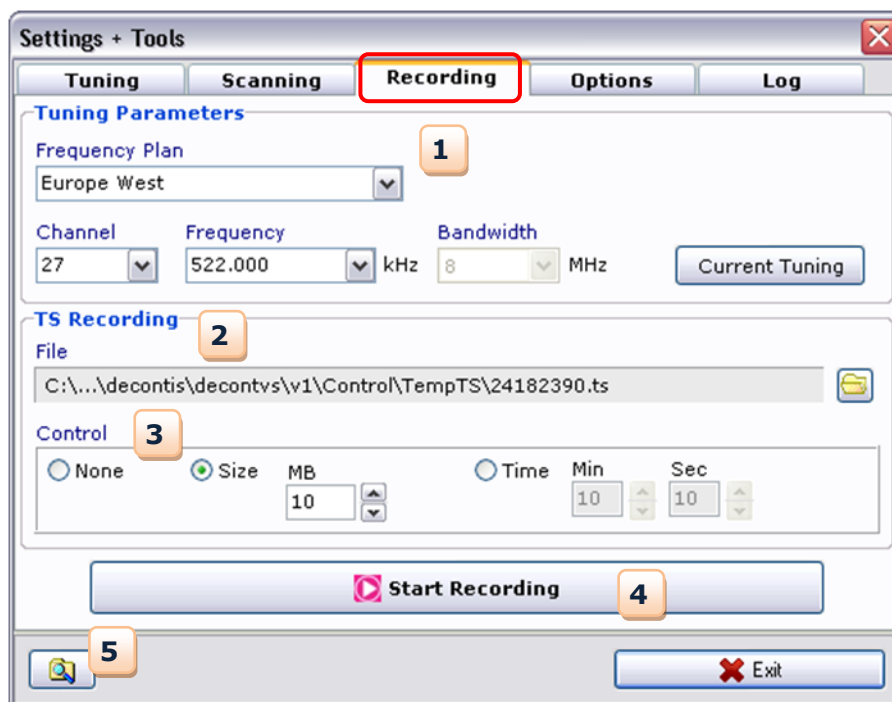 Settings + Tools
Tuning Scanning Recording Options Log
Tuning Parameters
1
Frequency Plan
Europe West
Channel Frequency Bandwidth
27 522.000 kHz 8 MHz Current Tuning
TS Recording
2
File
C:\...\decontis\decontvs\v1\Control\TempTS\24182390.ts
Control
3
None Size MB Time Min Sec
10 10 10
Start Recording
4
5
Exit